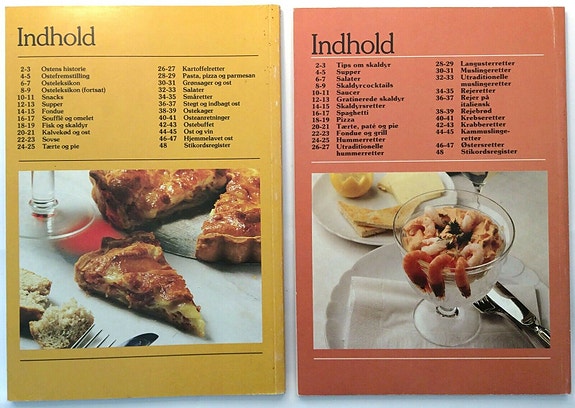 Indhold
2-3 Ostens historie
4-5 Ostefremstilling
6-7 Osteleksikon
8-9 Osteleksikon (fortsat)
10-11 Snacks
12-13 Supper
14-15 Fondue
16-17 Soufflé og omelet
18-19 Fisk og skaldyr
20-21 Kalvekød og ost
22-23 Sovse
24-25 Tærte og pie
26-27 Kartoffelretter
28-29 Pasta, pizza og parmesan
30-31 Grønsager og ost
32-33 Salater
34-35 Småretter
36-37 Stegt og indbagt ost
38-39 Ostekager
40-41 Osteanretninger
42-43 Ostebuffet
44-45 Ost og vin
46-47 Hjemmelavet ost
48 Stikordsregister
Indhold
2-3 Tips om skaldyr
4-5 Supper
6-7 Salater
8-9 Skaldyrcocktails
10-11 Saucer
12-13 Gratinerede skaldyr
14-15 Skaldyrsretter
16-17 Spaghetti
18-19 Pizza
20-21 Tærte, paté og pie
22-23 Fondue og grill
24-25 Hummerretter
26-27 Utraditionelle
hummerretter
28-29 Langusterretter
30-31 Muslingeretter
32-33 Utraditionelle
muslingeretter
34-35 Rejeretter
36-37 Rejer på
italiensk
38-39 Rejebrød
40-41 Krebseretter
42-43 Krabberetter
44-45 Kammuslinge-
retter
46-47 Østersretter
48 Stikordsregister